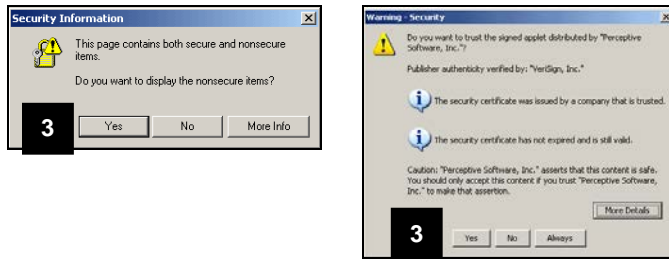 Security Information
This page contains both secure and nonsecure
items.
Do you want to display the nonsecure items?
3
Yes
No
More Info
Warning - Security
Do you want to trust the signed applet distributed by "Perceptive
Software, Inc."?
Publisher authenticity verified by: "VeriSign, Inc."
The security certificate was issued by a company that is trusted.
The security certificate has not expired and is still valid.
Caution: "Perceptive Software, Inc." asserts that this content is safe.
You should only accept this content if you trust "Perceptive Software,
Inc." to make that assertion.
More Details
3
Yes
No
Always